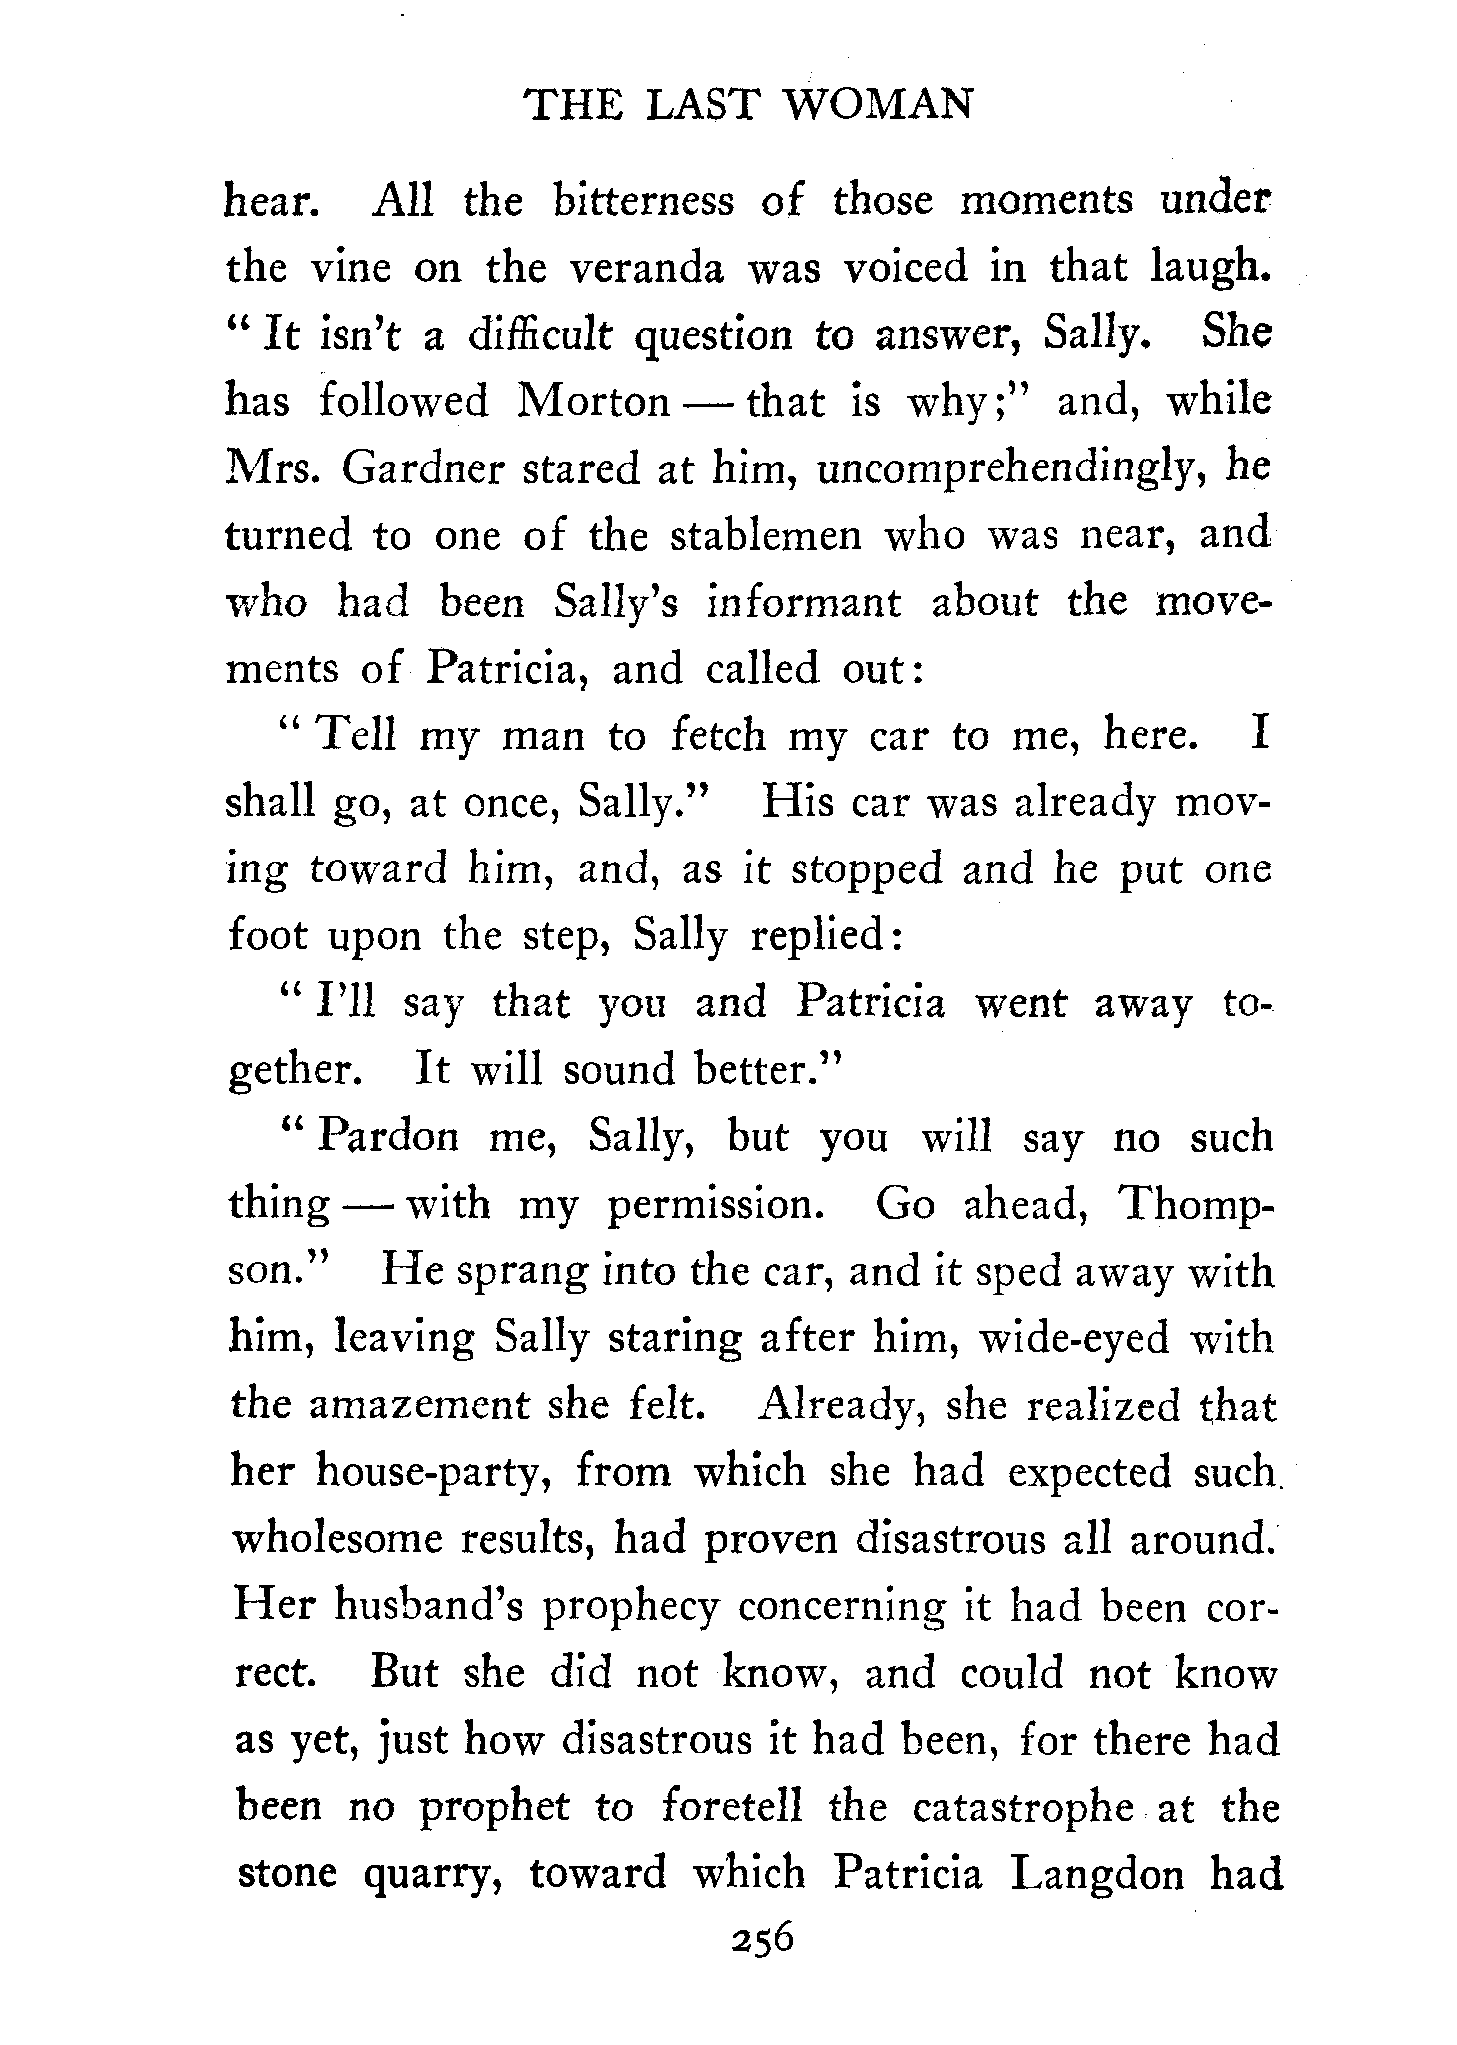 THE LAST WOMAN
hear. All the bitterness of those moments under
the vine on the veranda was voiced in that laugh.
" It isn't a difficult question to answer, Sally. She
has followed Morton — that is why;" and, while
Mrs. Gardner stared at him, uncomprehendingly, he
turned to one of the stablemen who was near, and
who had been Sally's informant about the move-
ments of Patricia, and called out:
" Tell my man to fetch my car to me, here. I
shall go, at once, Sally." His car was already mov-
ing toward him, and, as it stopped and he put one
foot upon the step, Sally replied:
" I'll say that you and Patricia went away to-
gether. It will sound better."
" Pardon me, Sally, but you will say no such
thing — with my permission. Go ahead, Thomp-
son." He sprang into the car, and it sped away with
him, leaving Sally staring after him, wide-eyed with
the amazement she felt. Already, she realized that
her house-party, from which she had expected such
wholesome results, had proven disastrous all around.
Her husband's prophecy concerning it had been cor-
rect. But she did not know, and could not know
as yet, just how disastrous it had been, for there had
been no prophet to foretell the catastrophe at the
stone quarry, toward which Patricia Langdon had
256